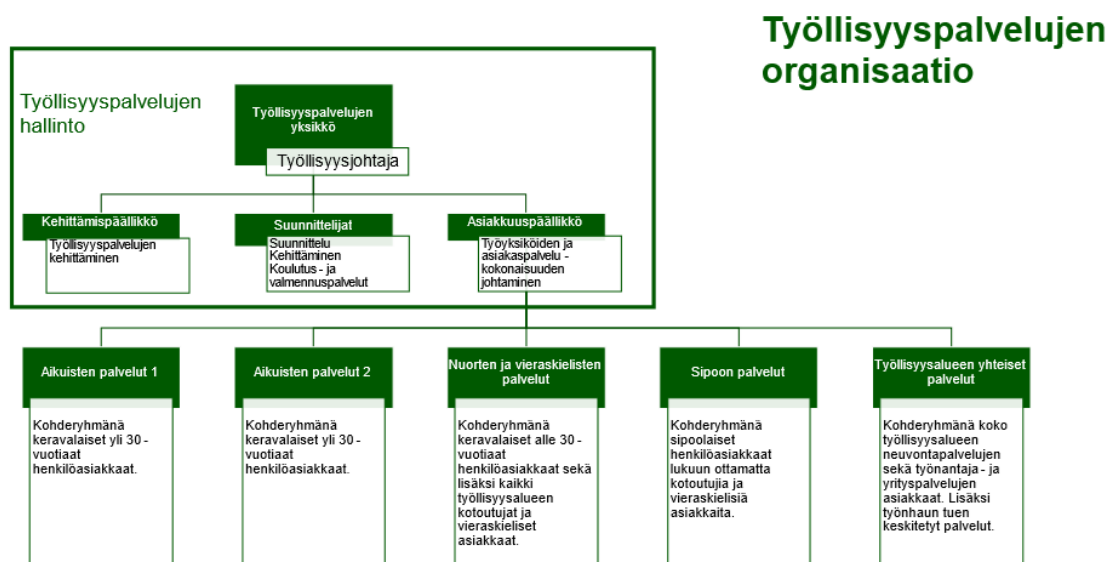 Työllisyyspalvelujen
organisaatio
Työllisyyspalvelujen
hallinto
Työllisyyspalvelujen
yksikkö
Työllisyysjohtaja
Kehittämispäällikkö
Työllisyyspalvelujen
kehittäminen
Suunnittelijat
Suunnittelu
Kehittäminen
Koulutus - ja
valmennuspalvelut
Asiakkuuspäällikkö
Työyksiköiden ja
asiakaspalvelu -
kokonaisuuden
johtaminen
Aikuisten palvelut 1
Kohderyhmänä
keravalaiset yli 30 -
vuotiaat
henkilöasiakkaat.
Aikuisten palvelut 2
Kohderyhmänä
keravalaiset yli 30 -
vuotiaat
henkilöasiakkaat.
Nuorten ja vieraskielisten
palvelut
Kohderyhmänä
keravalaiset alle 30 -
vuotiaat
henkilöasiakkaat sekä
lisäksi kaikki
työllisyysalueen
kotoutujat ja
vieraskieliset
asiakkaat.
Sipoon palvelut
Kohderyhmänä
sipoolaiset
henkilöasiakkaat
lukuun ottamatta
kotoutujia ja
vieraskielisiä
asiakkaita.
Työllisyysalueen yhteiset
palvelut
Kohderyhmänä koko
työllisyysalueen
neuvontapalvelujen
sekä työnantaja - ja
yrityspalvelujen
asiakkaat. Lisäksi
työnhaun tuen
keskitetyt palvelut.